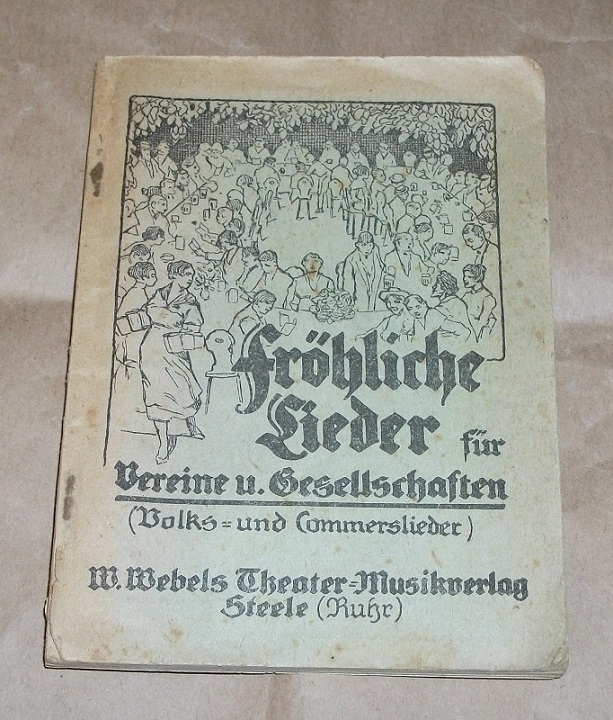 Fröhliche
Lieder für
Vereine u. Gesellschaften
(Volks= und Commerslieder)
W. Webels Theater=Musikverlag
Steele (Ruhr)